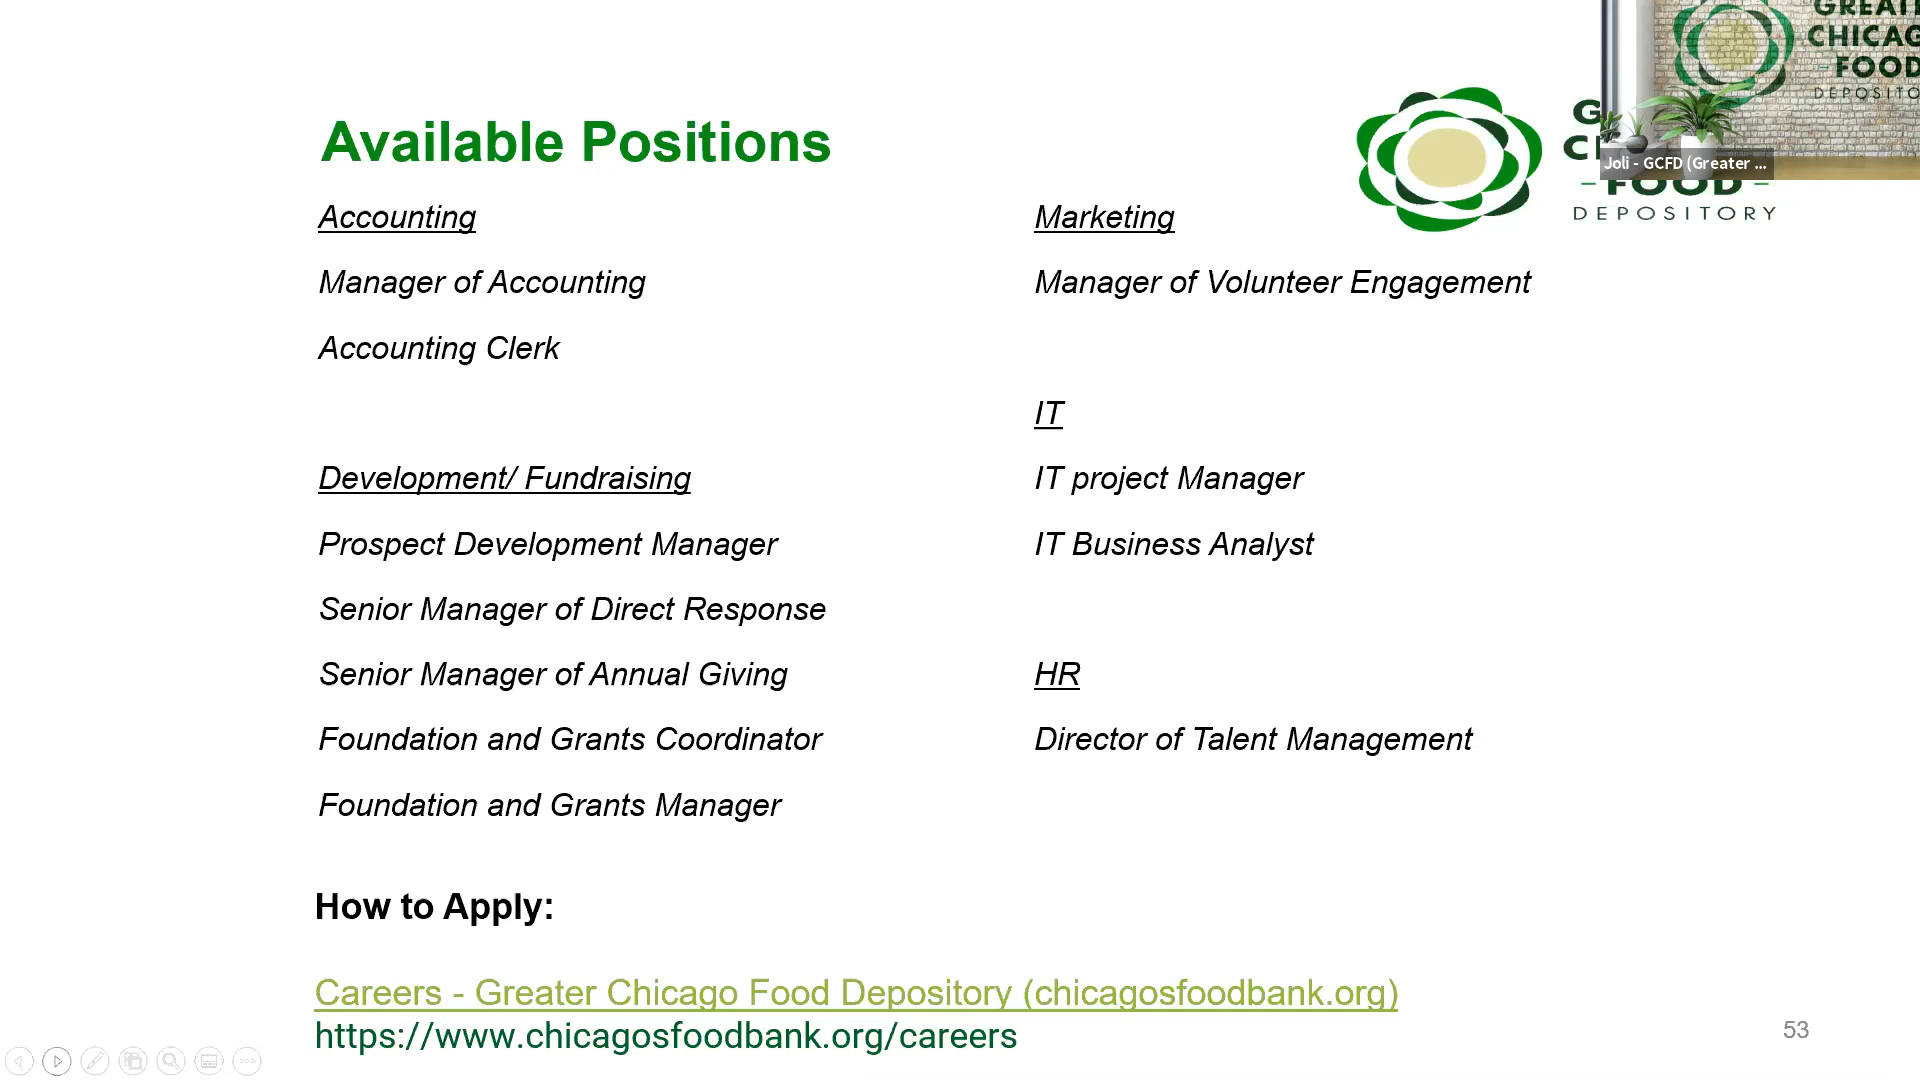 Available Positions
Accounting
Manager of Accounting
Accounting Clerk
Development/ Fundraising
Prospect Development Manager
Senior Manager of Direct Response
Senior Manager of Annual Giving
Foundation and Grants Coordinator
Foundation and Grants Manager
Marketing
Manager of Volunteer Engagement
IT
IT project Manager
IT Business Analyst
HR
Director of Talent Management
How to Apply:
Careers - Greater Chicago Food Depository (chicagosfoodbank.org)
https://www.chicagosfoodbank.org/careers
53
FOOD
DEPOSITORY
Joli - GCFD (Greater ...
FOOD